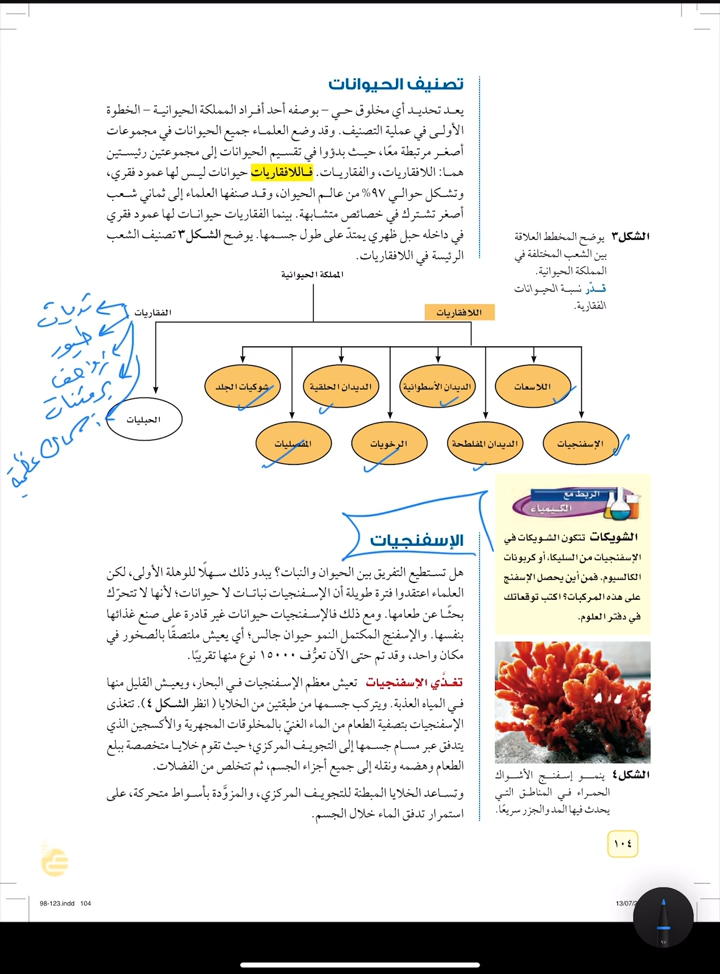 تصنيف الحيوانات
يعد تحديد أي مخلوق حي – بوصفه أحد أفراد المملكة الحيوانية – الخطوة
الأولى في عملية التصنيف. وقد وضع العلماء جميع الحيوانات في مجموعات
أصغر مرتبطة معًا، حيث بدؤوا في تقسيم الحيوانات إلى مجموعتين رئيستين
هما: اللافقاريات، والفقاريات. فاللافقاريات حيوانات ليس لها عمود فقري،
وتشكل حوالي ٩٧% من عالم الحيوان، وقد صنفها العلماء إلى ثماني شعب
أصغر تشترك في خصائص متشابهة. بينما الفقاريات حيوانات لها عمود فقري
في داخله حبل ظهري يمتدّ على طول جسمها. يوضح الشكل ٣ تصنيف الشعب
الرئيسة في اللافقاريات.
الشكل ٣ يوضح المخطط العلاقة
بين الشعب المختلفة في
المملكة الحيوانية.
قدّر نسبة الحيوانات
الفقارية.
المملكة الحيوانية
اللافقاريات
الفقاريات
ثديات
طيور
زواحف
برمئيات
أسماك عظمية
اللاسعات
الديدان الأسطوانية
الديدان الحلقية
شوكيات الجلد
الإسفنجيات
الديدان المفلطحة
الرخويات
المفصليات
الحبليات
الربط مع
الكيمياء
الشويكات تتكون الشويكات في
الإسفنجيات من السليكا، أو كربونات
الكالسيوم. فمن أين يحصل الإسفنج
على هذه المركبات؟ اكتب توقعاتك
في دفتر العلوم.
الإسفنجيات
هل تستطيع التفريق بين الحيوان والنبات؟ يبدو ذلك سهلًا للوهلة الأولى، لكن
العلماء اعتقدوا فترة طويلة أن الإسفنجيات نباتات لا حيوانات؛ لأنها لا تتحرّك
بحثًا عن طعامها. ومع ذلك فالإسفنجيات حيوانات غير قادرة على صنع غذائها
بنفسها. والإسفنج المكتمل النمو حيوان جالس؛ أي يعيش ملتصقًا بالصخور في
مكان واحد، وقد تم حتى الآن تعرُّف ١٥٠٠٠ نوع منها تقريبًا.
تغذِّي الإسفنجيات تعيش معظم الإسفنجيات في البحار، ويعيش القليل منها
في المياه العذبة. ويتركب جسمها من طبقتين من الخلايا ( انظر الشكل ٤). تتغذى
الإسفنجيات بتصفية الطعام من الماء الغنيّ بالمخلوقات المجهرية والأكسجين الذي
يتدفق عبر مسام جسمها إلى التجويف المركزي؛ حيث تقوم خلايا متخصصة ببلع
الطعام وهضمه ونقله إلى جميع أجزاء الجسم، ثم تتخلص من الفضلات.
وتساعد الخلايا المبطنة للتجويف المركزي، والمزوَّدة بأسواط متحركة، على
استمرار تدفق الماء خلال الجسم.
الشكل ٤ ينمو إسفنج الأشواك
الحمراء في المناطق التي
يحدث فيها المد والجزر سريعًا.
١٠٤
98-123.indd 104